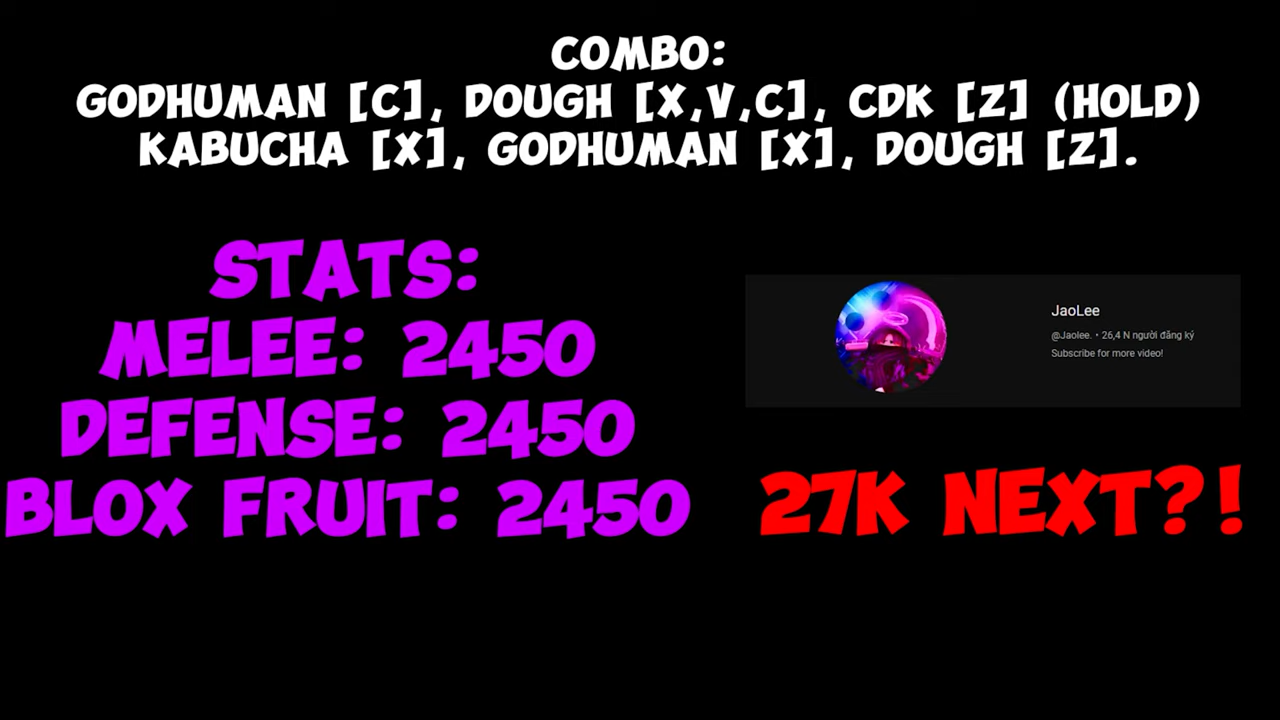 COMBO:
GODHUMAN [C], DOUGH [X,V,C], CDK [Z] (HOLD)
KABUCHA [X], GODHUMAN [X], DOUGH [Z].
STATS:
MELEE: 2450
DEFENSE: 2450
BLOX FRUIT: 2450
JaoLee
@Jaolee. • 26,4 N người đăng ký
Subscribe for more video!
27K NEXT?!